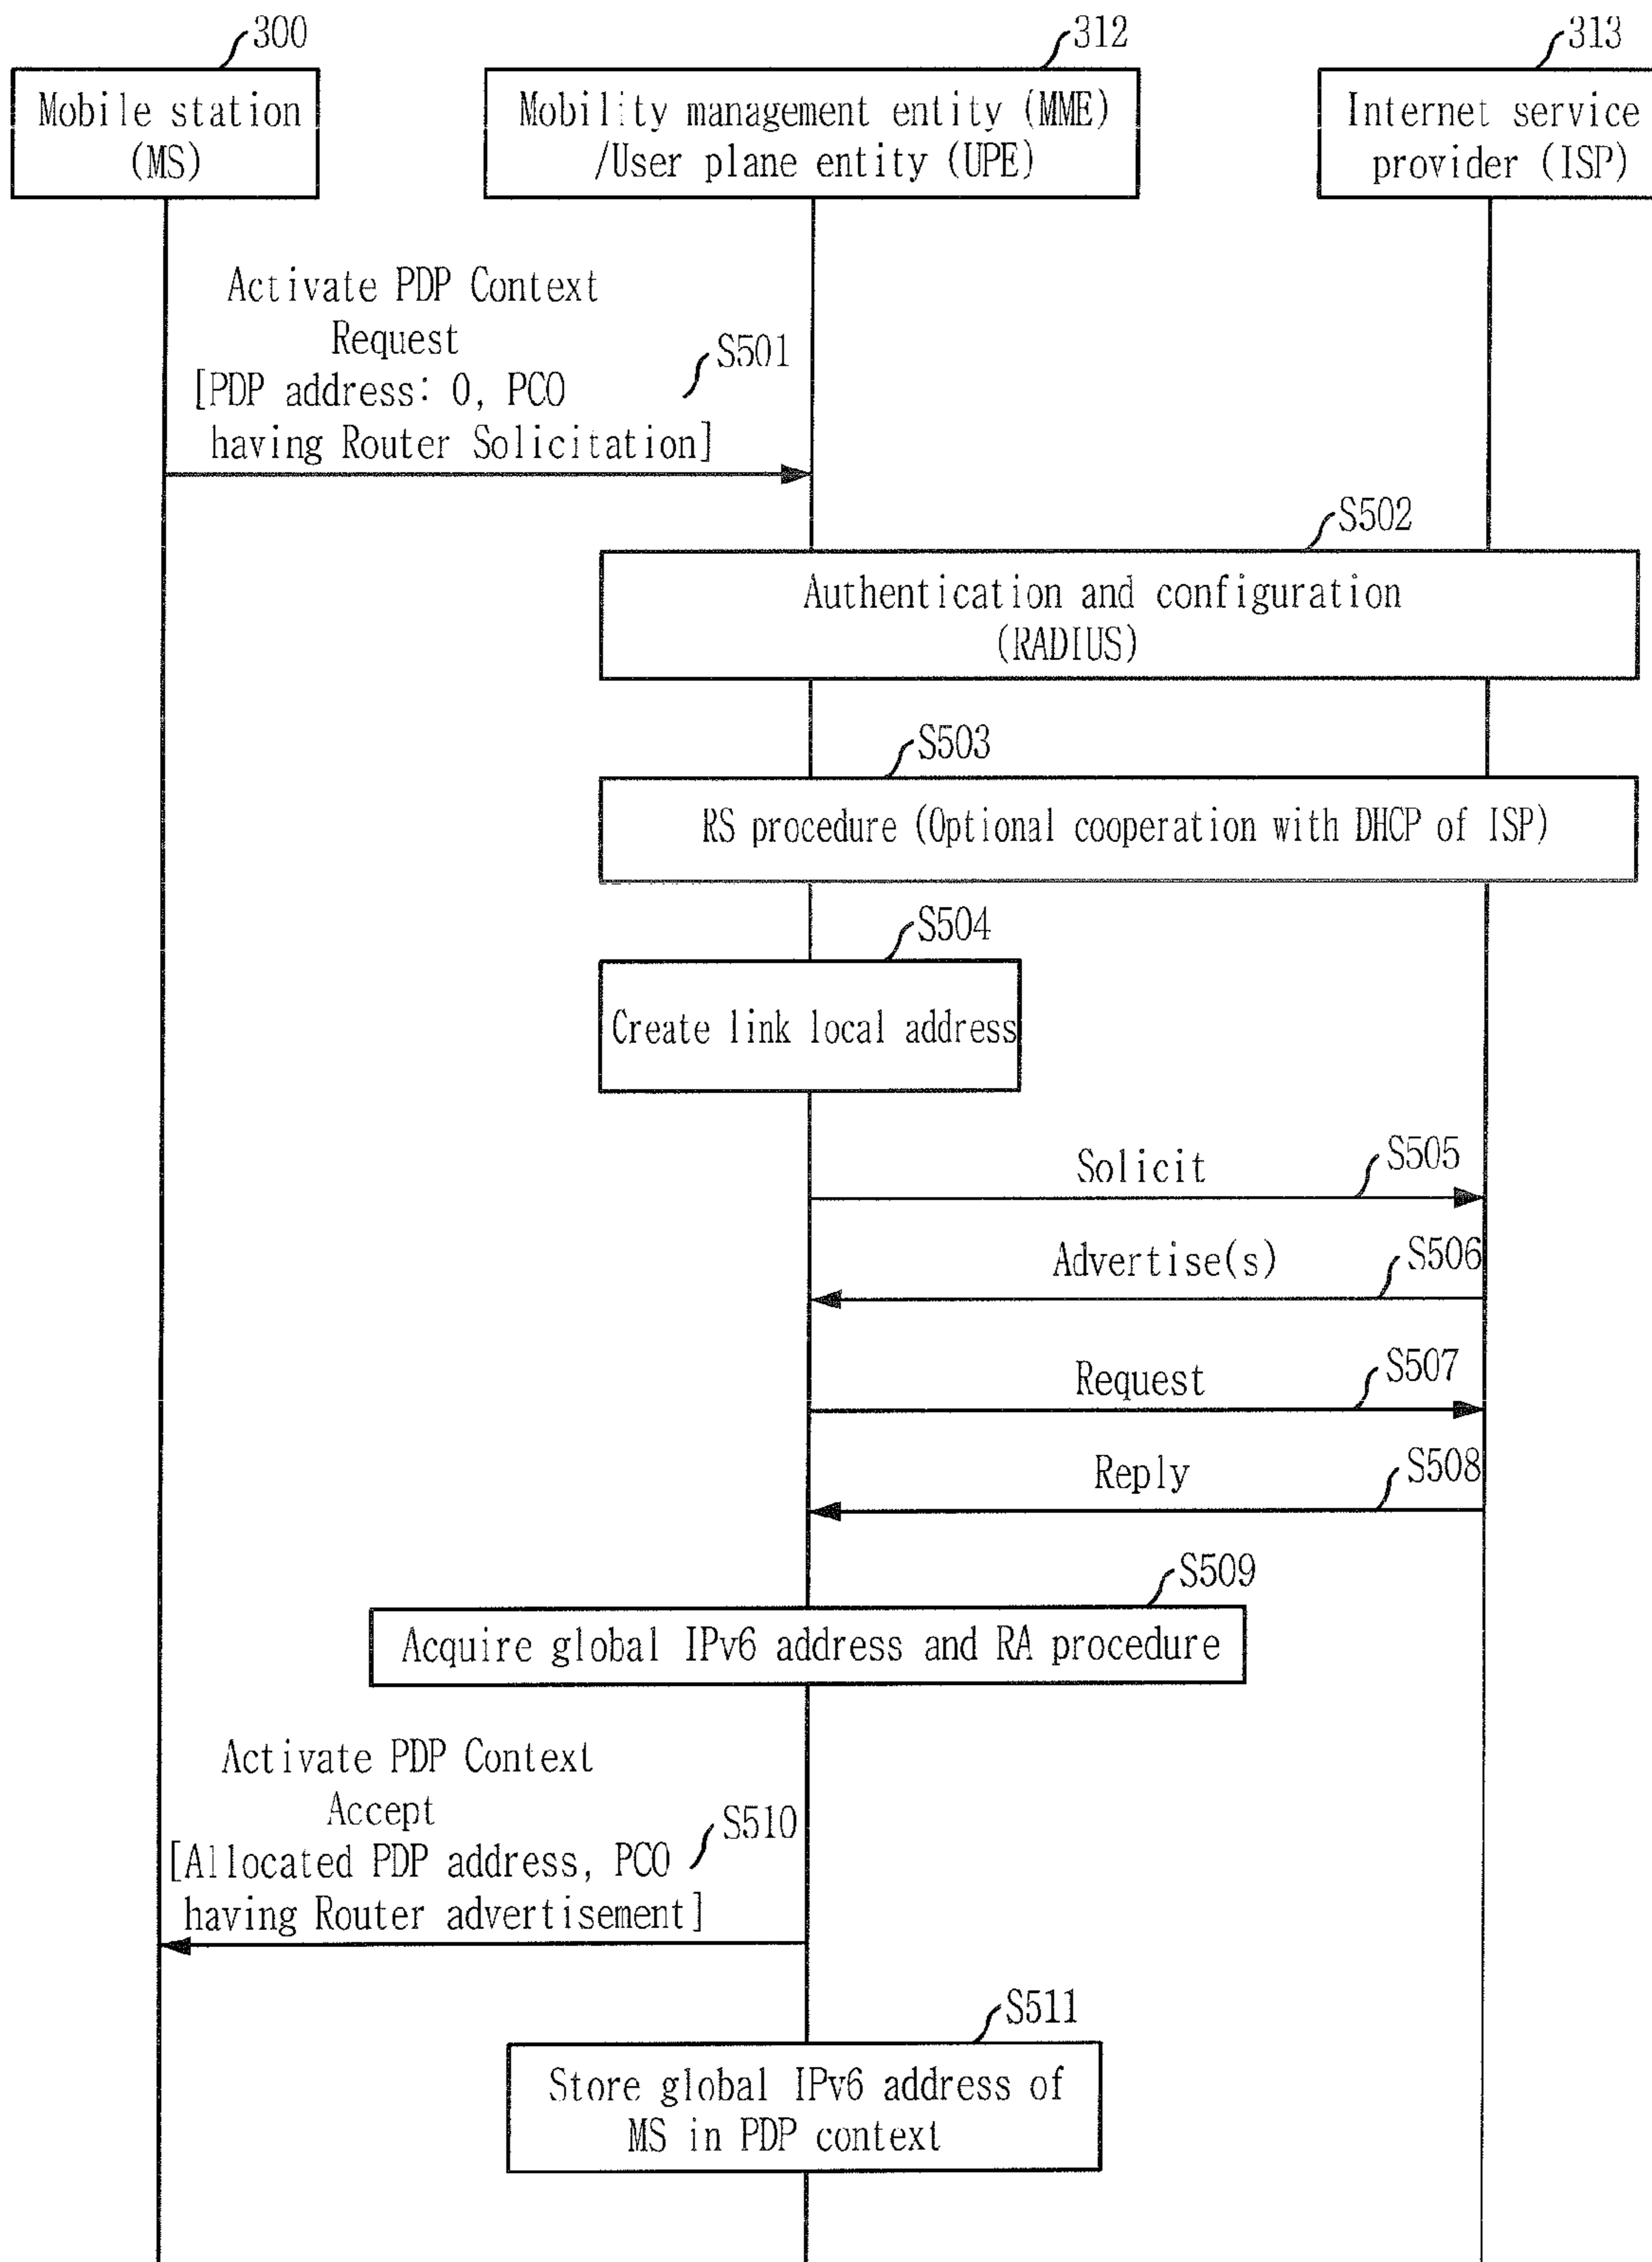 300
312
313
Mobile station
(MS)
Mobility management entity (MME)
/User plane entity (UPE)
Internet service
provider (ISP)
Activate PDP Context
Request
[PDP address: 0, PCO
having Router Solicitation]
S501
S502
Authentication and configuration
(RADIUS)
S503
RS procedure (Optional cooperation with DHCP of ISP)
S504
Create link local address
Solicit
S505
Advertise(s)
S506
Request
S507
Reply
S508
S509
Acquire global IPv6 address and RA procedure
Activate PDP Context
Accept
[Allocated PDP address, PCO
having Router advertisement]
S510
S511
Store global IPv6 address of
MS in PDP context